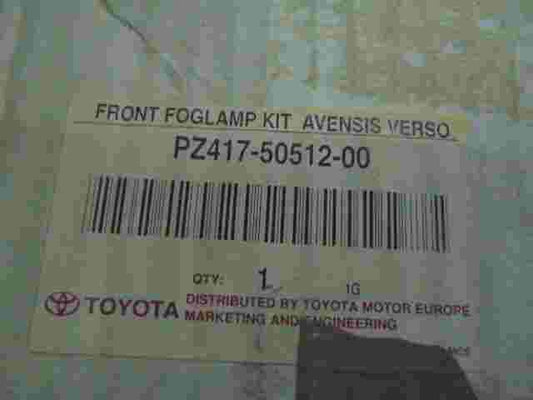 FRONT FOGLAMP KIT AVENSIS VERSO
PZ417-50512-00
QTY: 1 1G
TOYOTA
DISTRIBUTED BY TOYOTA MOTOR EUROPE
MARKETING AND ENGINEERING